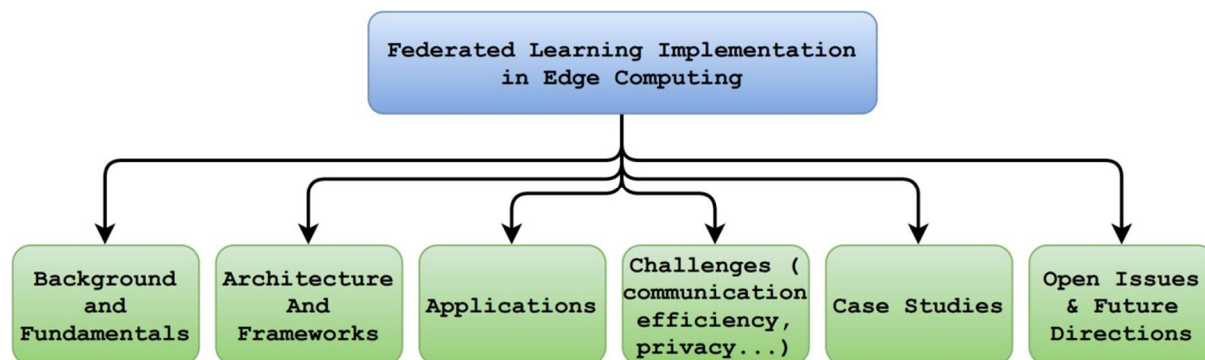 Federated Learning Implementation
in Edge Computing
Background
and
Fundamentals
Architecture
And
Frameworks
Applications
Challenges (
communication
efficiency,
privacy...)
Case Studies
Open Issues
& Future
Directions